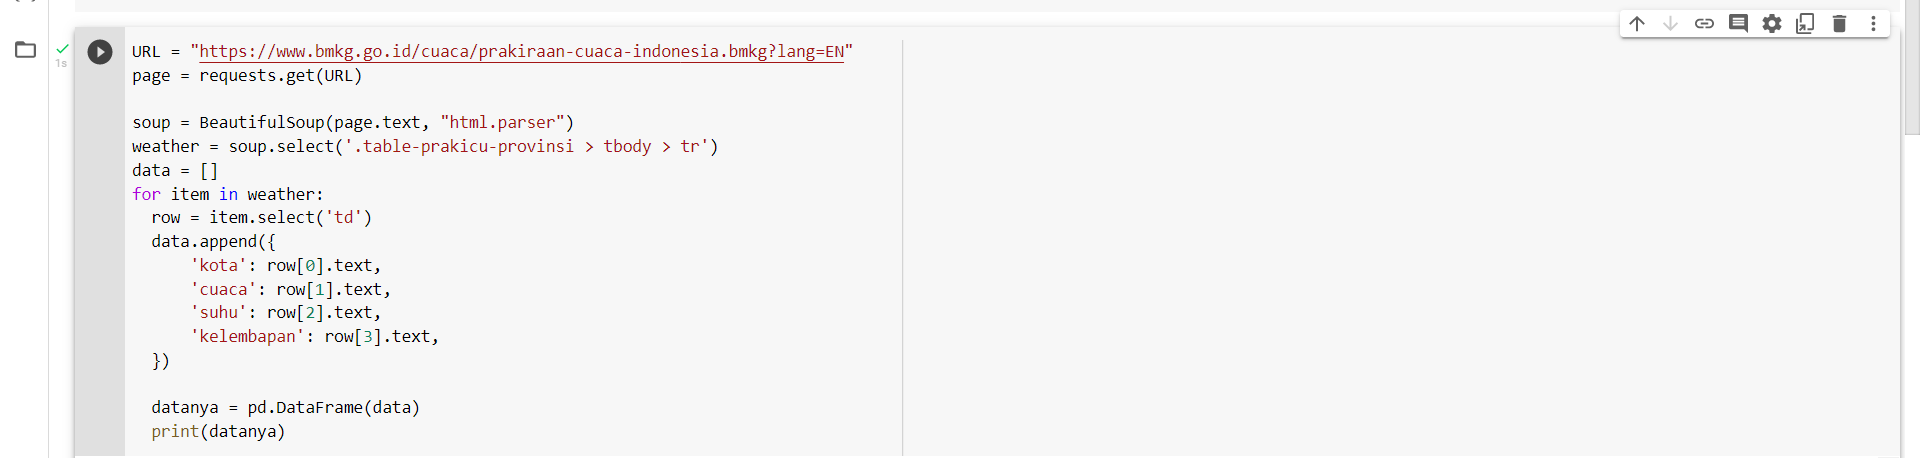 URL = "https://www.bmkg.go.id/cuaca/prakiraan-cuaca-indonesia.bmkg?lang=EN"
1s
page = requests.get(URL)
soup = BeautifulSoup(page.text, "html.parser")
weather = soup.select('.table-prakicu-provinsi > tbody > tr')
data = []
for item in weather:
  row = item.select('td')
  data.append({
      'kota': row[0].text,
      'cuaca': row[1].text,
      'suhu': row[2].text,
      'kelembapan': row[3].text,
  })
  datanya = pd.DataFrame(data)
  print(datanya)